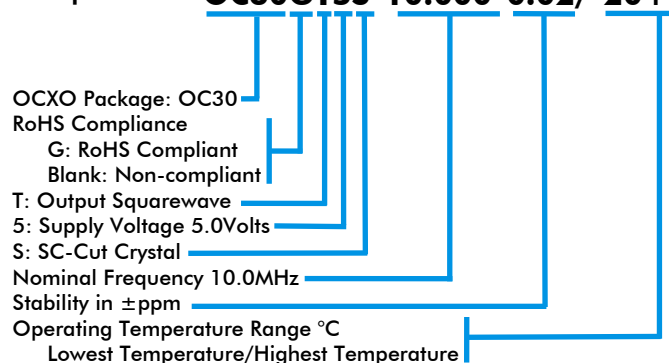 OCXO Package: OC30
RoHS Compliance
G: RoHS Compliant
Blank: Non-compliant
T: Output Squarewave
5: Supply Voltage 5.0Volts
S: SC-Cut Crystal
Nominal Frequency 10.0MHz
Stability in ±ppm
Operating Temperature Range °C
Lowest Temperature/Highest Temperature